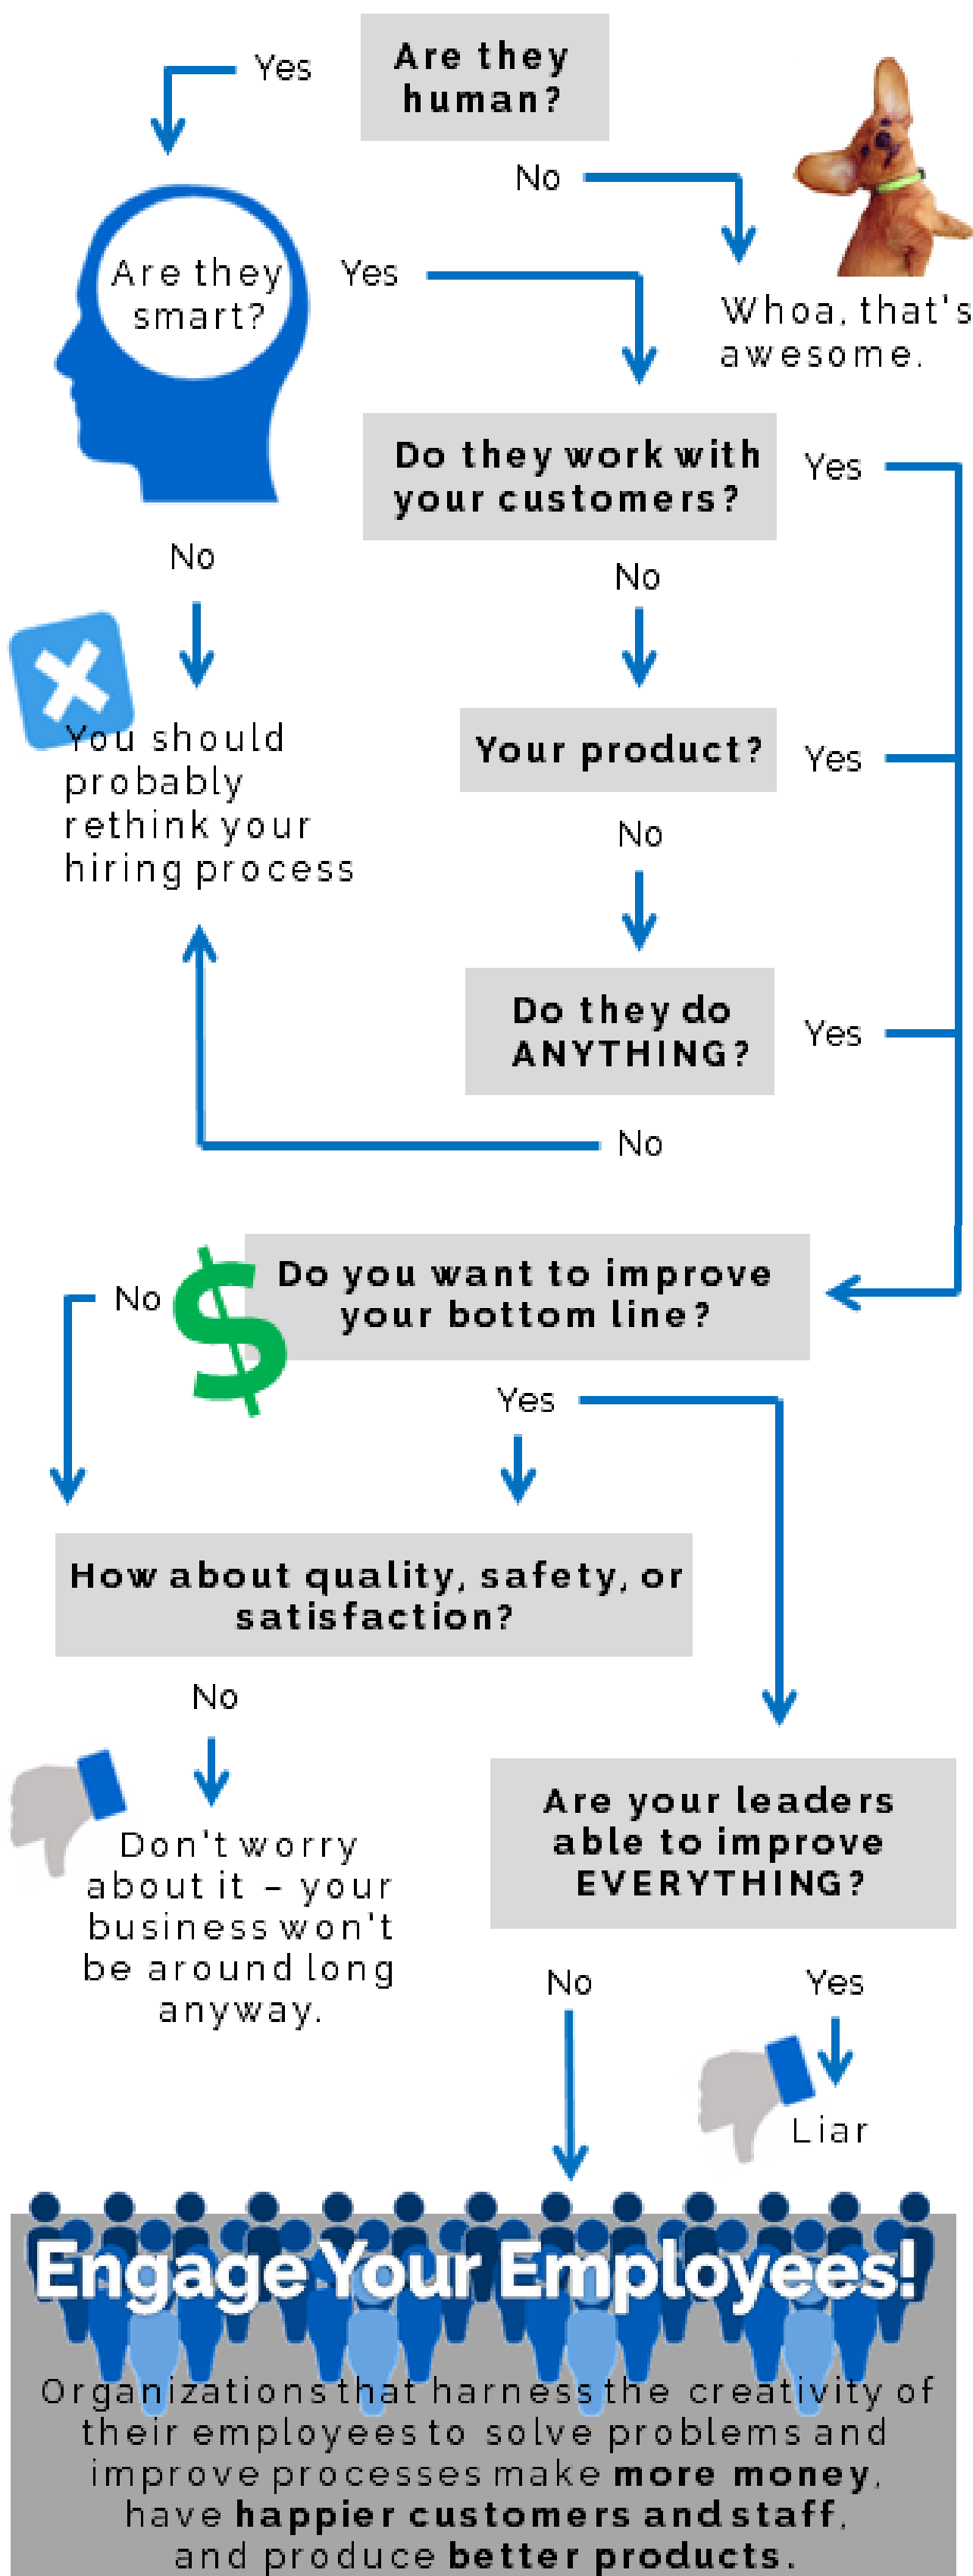 Are they
human?
Yes
No
Whoa, that's
awesome.
Are they
smart?
Yes
No
You should
probably
rethink your
hiring process
Do they work with
your customers?
Yes
No
Your product?
Yes
No
Do they do
ANYTHING?
Yes
No
$
Do you want to improve
your bottom line?
No
Yes
How about quality, safety, or
satisfaction?
No
Don't worry
about it – your
business won't
be around long
anyway.
Are your leaders
able to improve
EVERYTHING?
No
Yes
Liar
Engage Your Employees!
Organizations that harness the creativity of
their employees to solve problems and
improve processes make more money,
have happier customers and staff,
and produce better products.